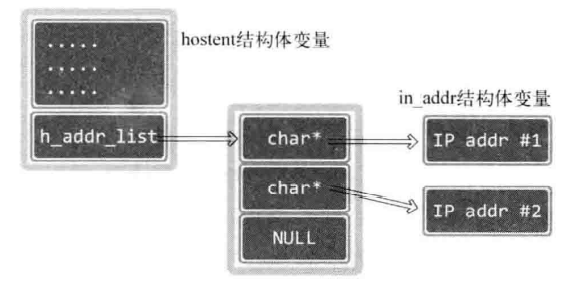 .....
.....
.....
hostent结构体变量
h_addr_list
char*
char*
NULL
in_addr结构体变量
IP addr #1
IP addr #2